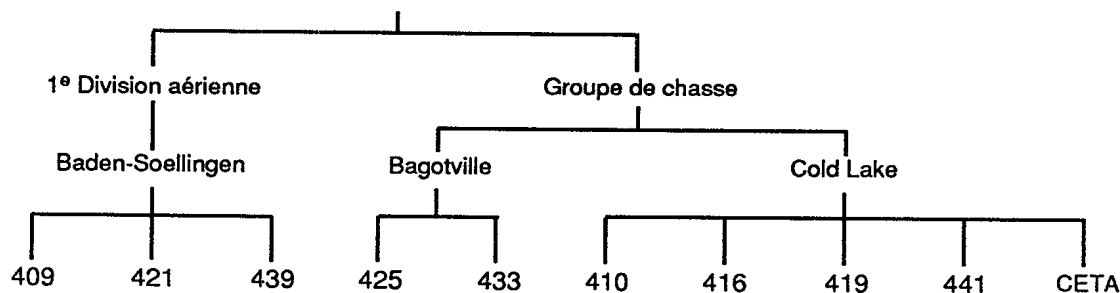 1e Division aérienne
Groupe de chasse
Baden-Soellingen
Bagotville
Cold Lake
409 421 439 425 433 410 416 419 441 CETA